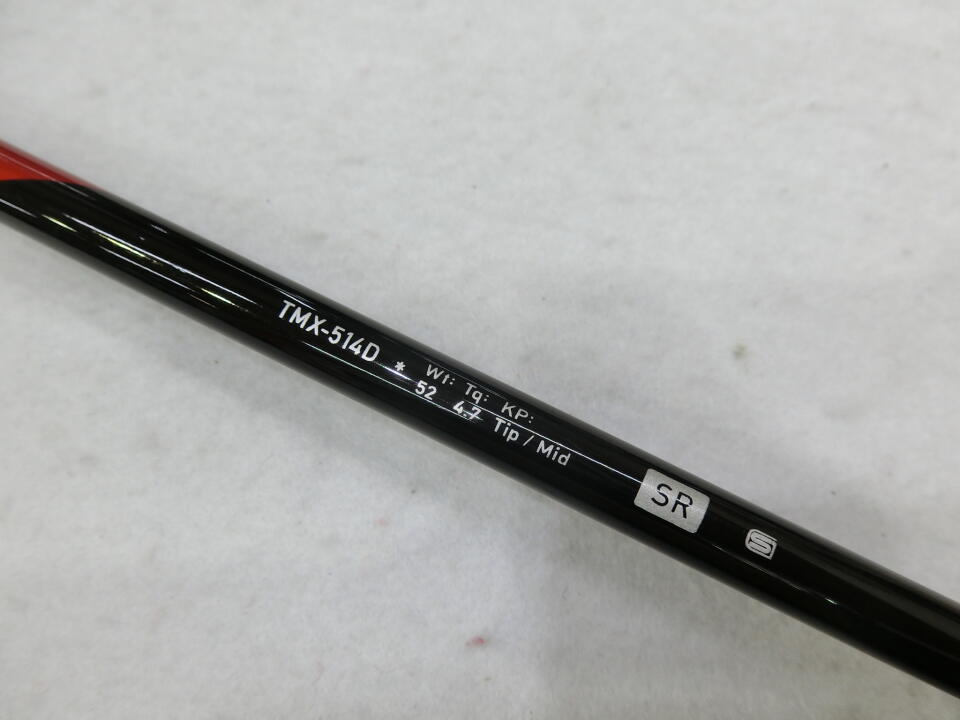 TMX-514D * Wt: Tq: KP:
52 4.7 Tip / Mid
SR